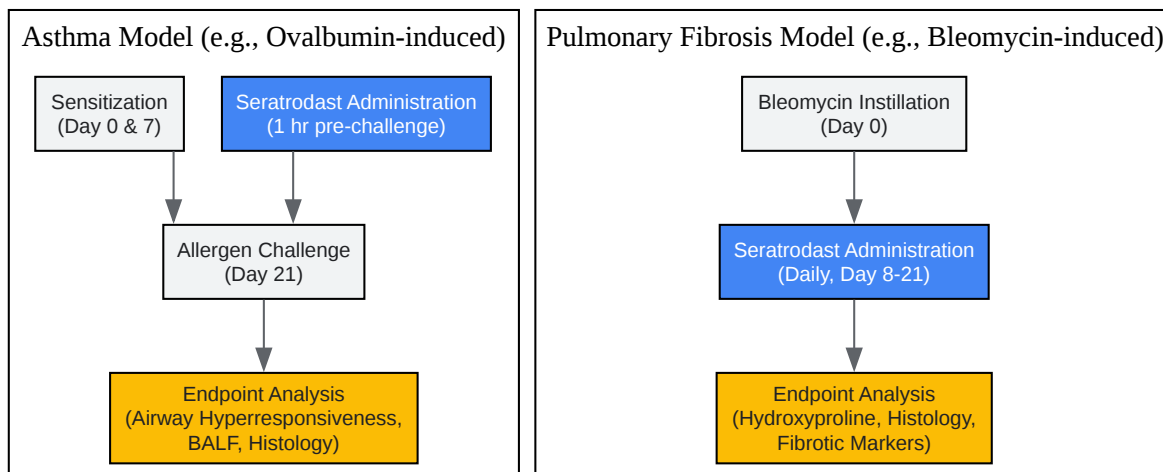 Asthma Model (e.g., Ovalbumin-induced)
Sensitization
(Day 0 & 7)
Seratrodast Administration
(1 hr pre-challenge)
Allergen Challenge
(Day 21)
Endpoint Analysis
(Airway Hyperresponsiveness,
BALF, Histology)
Pulmonary Fibrosis Model (e.g., Bleomycin-induced)
Bleomycin Instillation
(Day 0)
Seratrodast Administration
(Daily, Day 8-21)
Endpoint Analysis
(Hydroxyproline, Histology,
Fibrotic Markers)